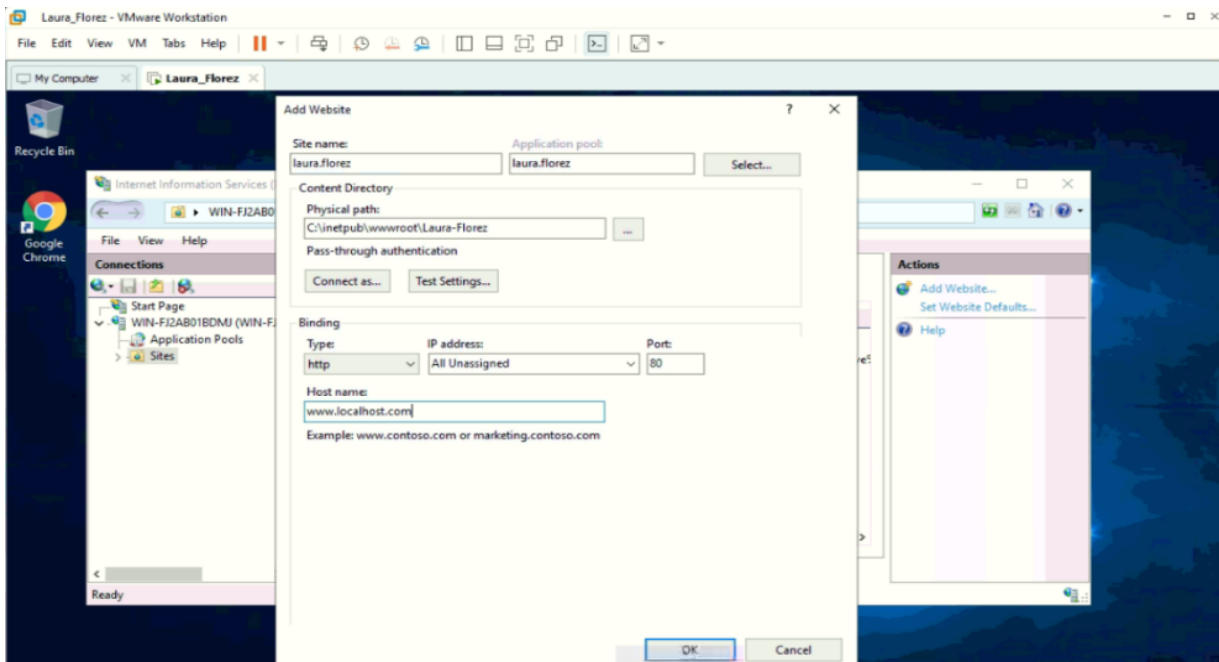 Laura_Florez - VMware Workstation
File Edit View VM Tabs Help
My Computer
Laura_Florez
Recycle Bin
Google
Chrome
Internet Information Services (
WIN-FJ2AB0
File View Help
Connections
Start Page
WIN-FJ2AB01BDMJ (WIN-FJ
Application Pools
Sites
Ready
Add Website
?
Site name:
Application pool:
laura.florez
laura.florez
Select...
Content Directory
Physical path:
C:\inetpub\wwwroot\Laura-Florez
...
Pass-through authentication
Connect as...
Test Settings...
Binding
Type:
IP address:
Port:
http
All Unassigned
80
Host name:
www.localhost.com
Example: www.contoso.com or marketing.contoso.com
OK
Cancel
Actions
Add Website...
Set Website Defaults...
Help